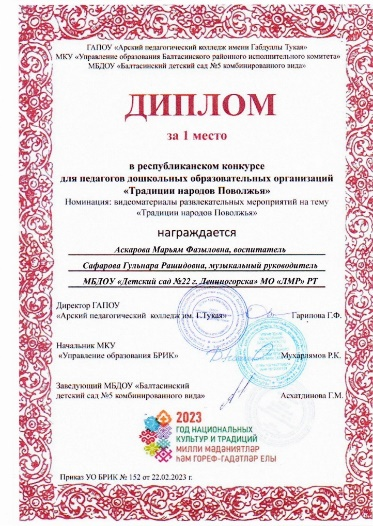 ГАПОУ «Арский педагогический колледж имени Габдуллы Тукая»
МКУ «Управление образования Балтасинского районного исполнительного комитета»
МБДОУ «Балтасинский детский сад №5 комбинированного вида»
ДИПЛОМ
за 1 место
в республиканском конкурсе
для педагогов дошкольных образовательных организаций
«Традиции народов Поволжья»
Номинация: видеоматериалы развлекательных мероприятий на тему
«Традиции народов Поволжья»
награждается
Аскарова Марьям Фазыловна, воспитатель
Сафарова Гульнара Рашидовна, музыкальный руководитель
МБДОУ «Детский сад №22 г. Лениногорска» МО «ЛМР» РТ
Директор ГАПОУ
«Арский педагогический колледж им. Г.Тукая» Гарипова Г.Ф.
Начальник МКУ
«Управление образования БРИК» Мухарлямов Р.К.
Заведующий МБДОУ «Балтасинский
детский сад №5 комбинированного вида» Асхатдинова Г.М.
2023
ГОД НАЦИОНАЛЬНЫХ
КУЛЬТУР И ТРАДИЦИЙ
МИЛЛИ МӘДӘНИЯТЛӘР
ҺӘМ ГОРЕФ-ГАДӘТЛӘР ЕЛЫ
Приказ УО БРИК № 152 от 22.02.2023 г.